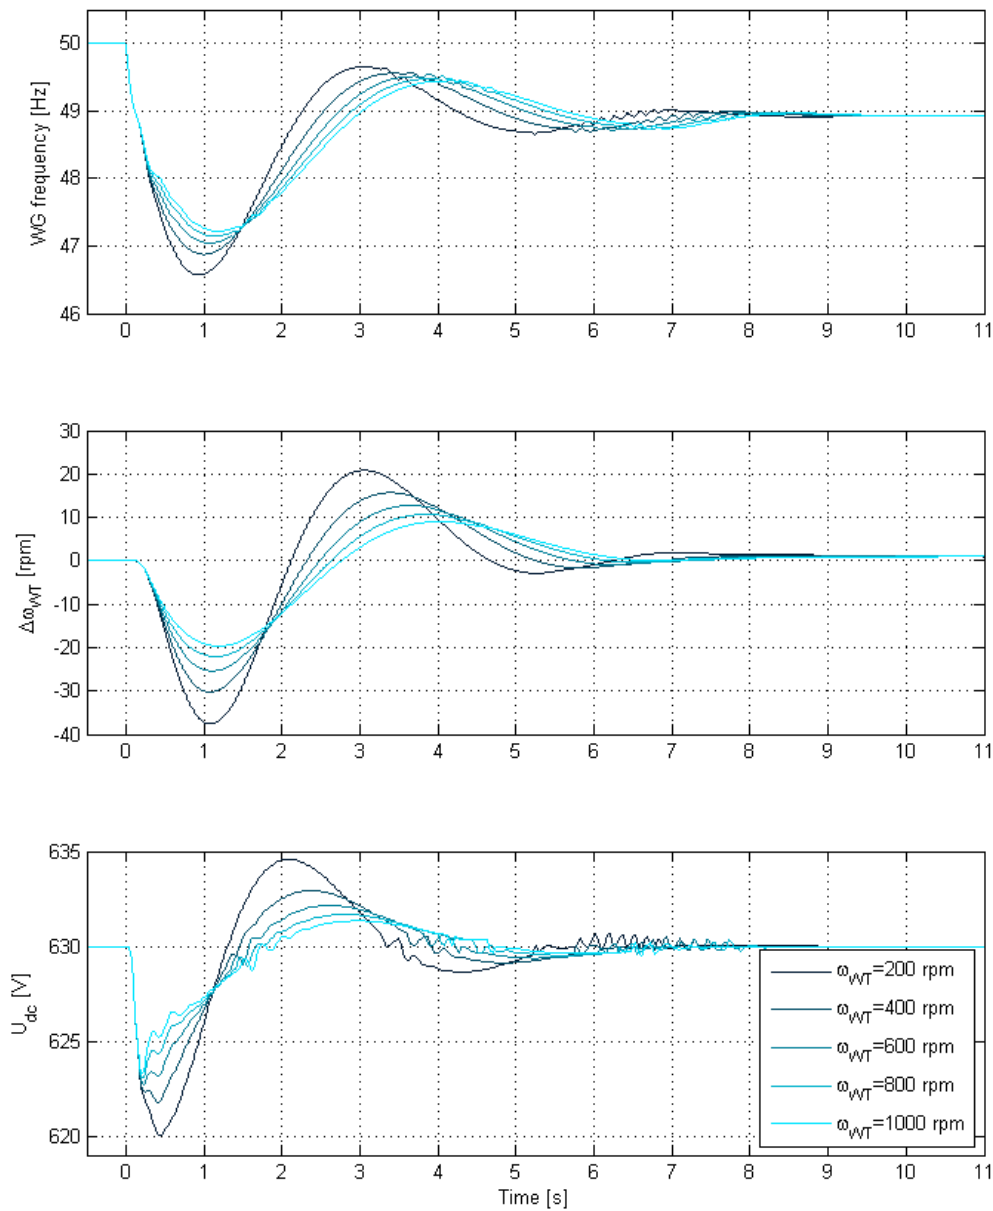 50
49
48
47
46
WG frequency [Hz]
0 1 2 3 4 5 6 7 8 9 10 11
30
20
10
0
-10
-20
-30
-40
Δω_WT [rpm]
0 1 2 3 4 5 6 7 8 9 10 11
635
630
625
620
U_dc [V]
ω_WT=200 rpm
ω_WT=400 rpm
ω_WT=600 rpm
ω_WT=800 rpm
ω_WT=1000 rpm
0 1 2 3 4 5 6 7 8 9 10 11
Time [s]